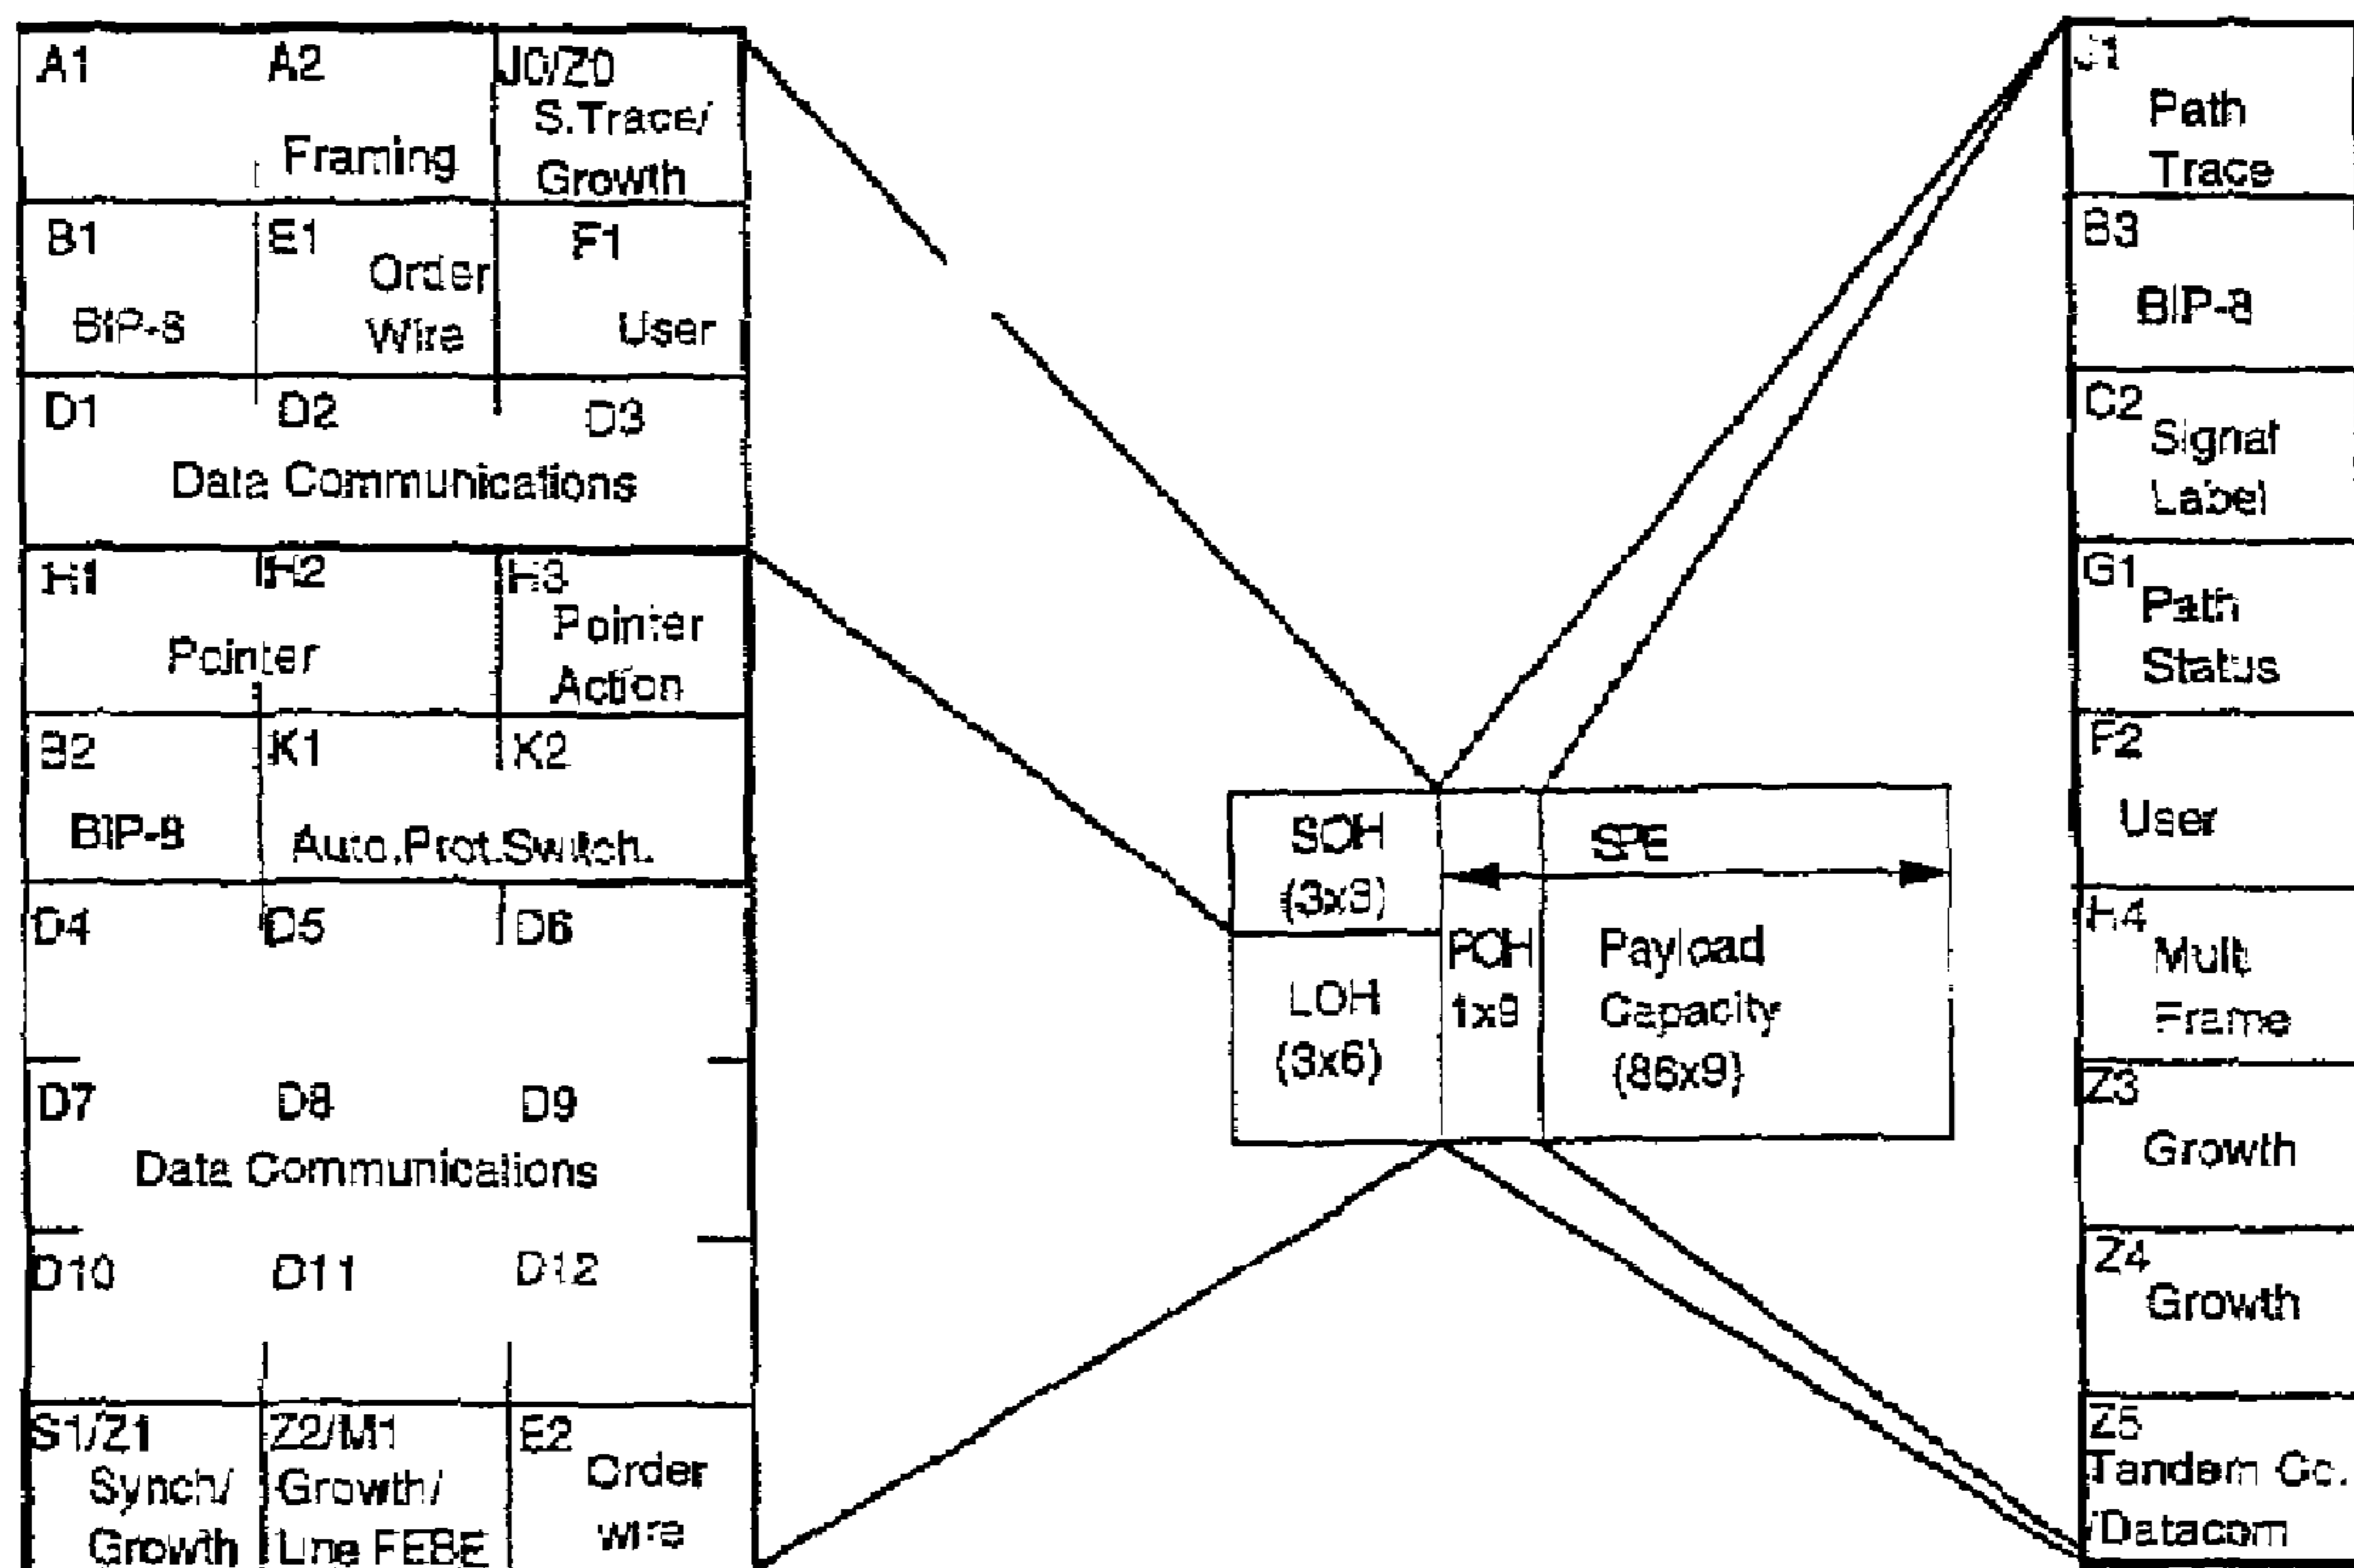 A1 A2 J0/Z0
S.Trace/
Framing Growth
B1 E1 F1
Order
BIP-8 Wire User
D1 D2 D3
Data Communications
H1 H2 H3
Pointer
Pointer
Action
B2 K1 K2
BIP-8 Auto.Prot.Switch.
D4 D5 D6
D7 D8 D9
Data Communications
D10 D11 D12
S1/Z1 Z2/M1 E2
Synch/ Growth/ Order
Growth Line FEBE wire
SOH
(3x3)
LOH
(3x6)
POH
1x9
SPE
Payload
Capacity
(86x9)
J1
Path
Trace
B3
BIP-8
C2
Signal
Label
G1
Path
Status
F2
User
H4
Multi
Frame
Z3
Growth
Z4
Growth
Z5
Tandem Co.
/Datacom